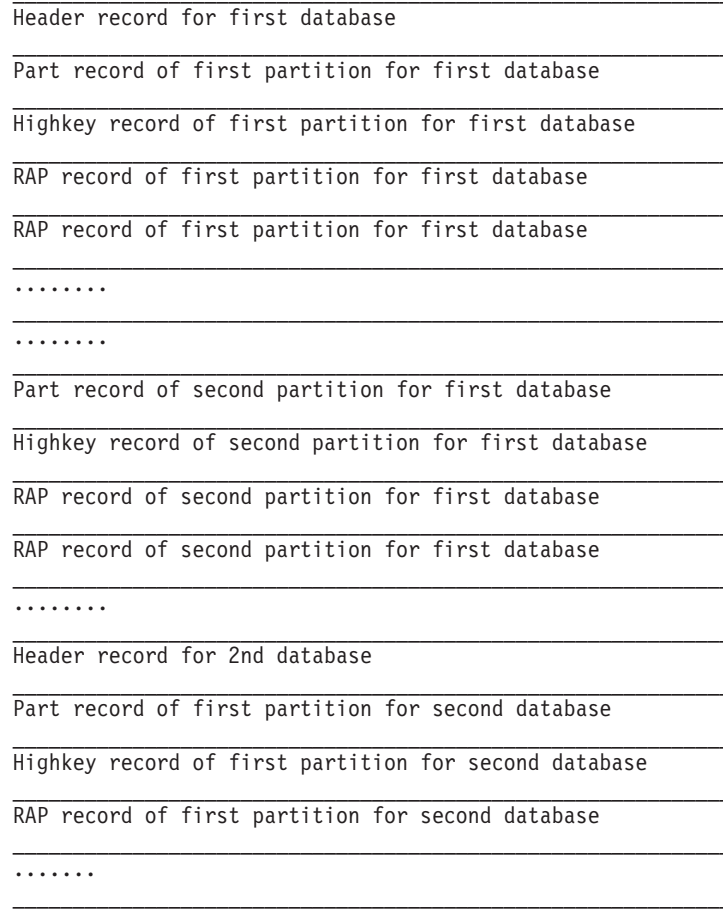 Header record for first database
Part record of first partition for first database
Highkey record of first partition for first database
RAP record of first partition for first database
RAP record of first partition for first database
........
........
Part record of second partition for first database
Highkey record of second partition for first database
RAP record of second partition for first database
RAP record of second partition for first database
........
Header record for 2nd database
Part record of first partition for second database
Highkey record of first partition for second database
RAP record of first partition for second database
.......